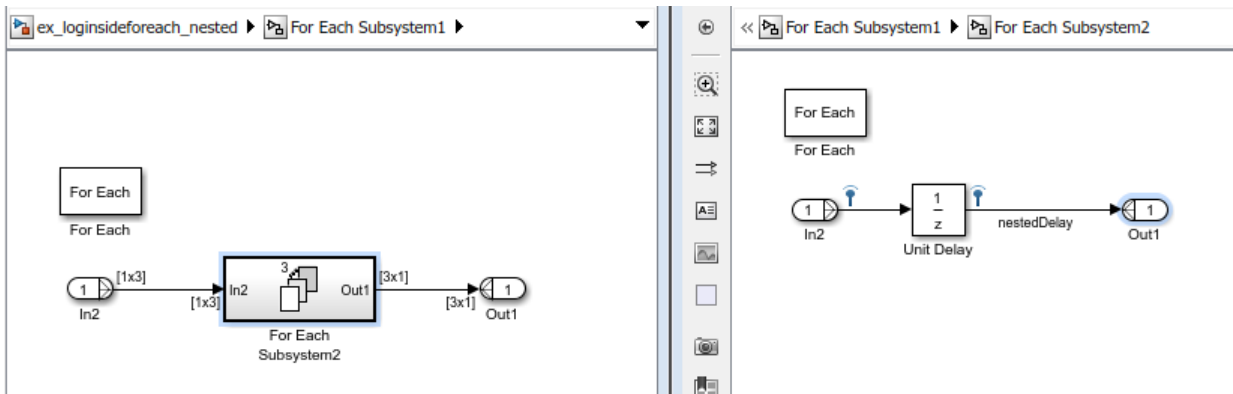 ex_loginsideforeach_nested ▶ For Each Subsystem1 ▶
For Each
For Each
1
In2
[1x3]
[1x3]
In2
3
Out1
For Each
Subsystem2
[3x1]
[3x1]
1
Out1
« For Each Subsystem1 ▶ For Each Subsystem2
For Each
For Each
1
In2
1
z
Unit Delay
nestedDelay
1
Out1
A